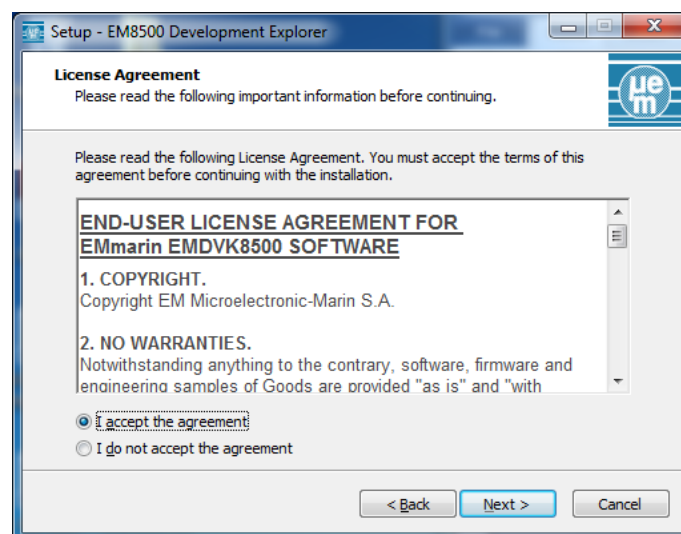 Setup - EM8500 Development Explorer
License Agreement
Please read the following important information before continuing.
μe
m
Please read the following License Agreement. You must accept the terms of this
agreement before continuing with the installation.
END-USER LICENSE AGREEMENT FOR
EMmarin EMDVK8500 SOFTWARE
1. COPYRIGHT.
Copyright EM Microelectronic-Marin S.A.
2. NO WARRANTIES.
Notwithstanding anything to the contrary, software, firmware and
engineering samples of Goods are provided "as is" and "with
I accept the agreement
I do not accept the agreement
< Back
Next >
Cancel